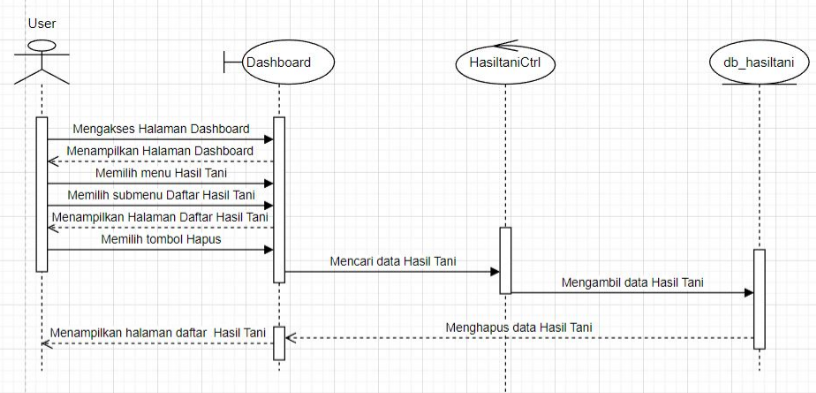 User
Dashboard
HasiltaniCtrl
db_hasiltani
Mengakses Halaman Dashboard
Menampilkan Halaman Dashboard
Memilih menu Hasil Tani
Memilih submenu Daftar Hasil Tani
Menampilkan Halaman Daftar Hasil Tani
Memilih tombol Hapus
Mencari data Hasil Tani
Mengambil data Hasil Tani
Menghapus data Hasil Tani
Menampilkan halaman daftar Hasil Tani